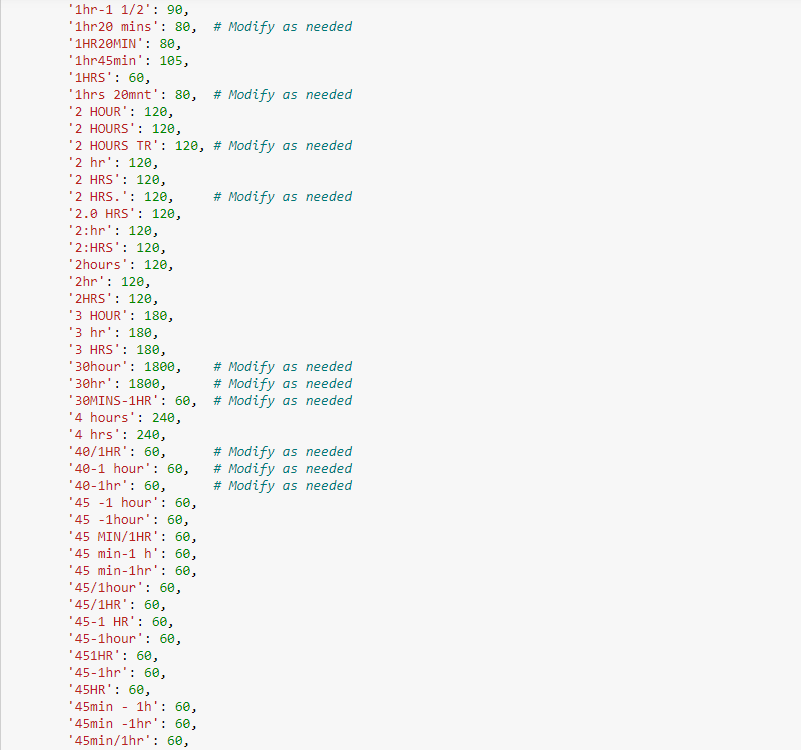 '1hr-1 1/2': 90,
'1hr20 mins': 80,  # Modify as needed
'1HR20MIN': 80,
'1hr45min': 105,
'1HRS': 60,
'1hrs 20mnt': 80,  # Modify as needed
'2 HOUR': 120,
'2 HOURS': 120,
'2 HOURS TR': 120, # Modify as needed
'2 hr': 120,
'2 HRS': 120,
'2 HRS.': 120,     # Modify as needed
'2.0 HRS': 120,
'2:hr': 120,
'2:HRS': 120,
'2hours': 120,
'2hr': 120,
'2HRS': 120,
'3 HOUR': 180,
'3 hr': 180,
'3 HRS': 180,
'30hour': 1800,    # Modify as needed
'30hr': 1800,      # Modify as needed
'30MINS-1HR': 60,  # Modify as needed
'4 hours': 240,
'4 hrs': 240,
'40/1HR': 60,      # Modify as needed
'40-1 hour': 60,   # Modify as needed
'40-1hr': 60,      # Modify as needed
'45 -1 hour': 60,
'45 -1hour': 60,
'45 MIN/1HR': 60,
'45 min-1 h': 60,
'45 min-1hr': 60,
'45/1hour': 60,
'45/1HR': 60,
'45-1 HR': 60,
'45-1hour': 60,
'451HR': 60,
'45-1hr': 60,
'45HR': 60,
'45min - 1h': 60,
'45min -1hr': 60,
'45min/1hr': 60,